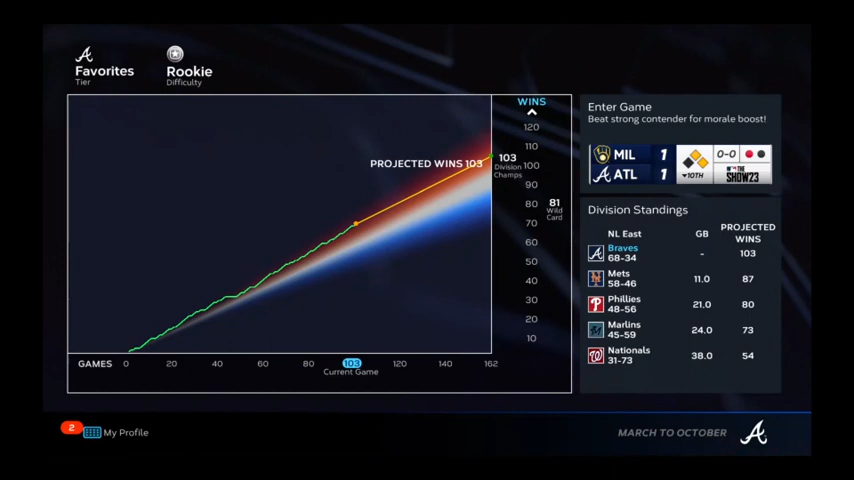 Favorites
Tier
Rookie
Difficulty
WINS
120
110
100
90
80
70
60
50
40
30
20
10
PROJECTED WINS 103
103
Division
Champs
81
Wild
Card
GAMES 0 20 40 60 80 103 120 140 162
Current Game
Enter Game
Beat strong contender for morale boost!
MIL 1
ATL 1
10TH
0-0
THE
SHOW23
Division Standings
NL East GB PROJECTED WINS
Braves
68-34 - 103
Mets
58-46 11.0 87
Phillies
48-56 21.0 80
Marlins
45-59 24.0 73
Nationals
31-73 38.0 54
2 My Profile
MARCH TO OCTOBER